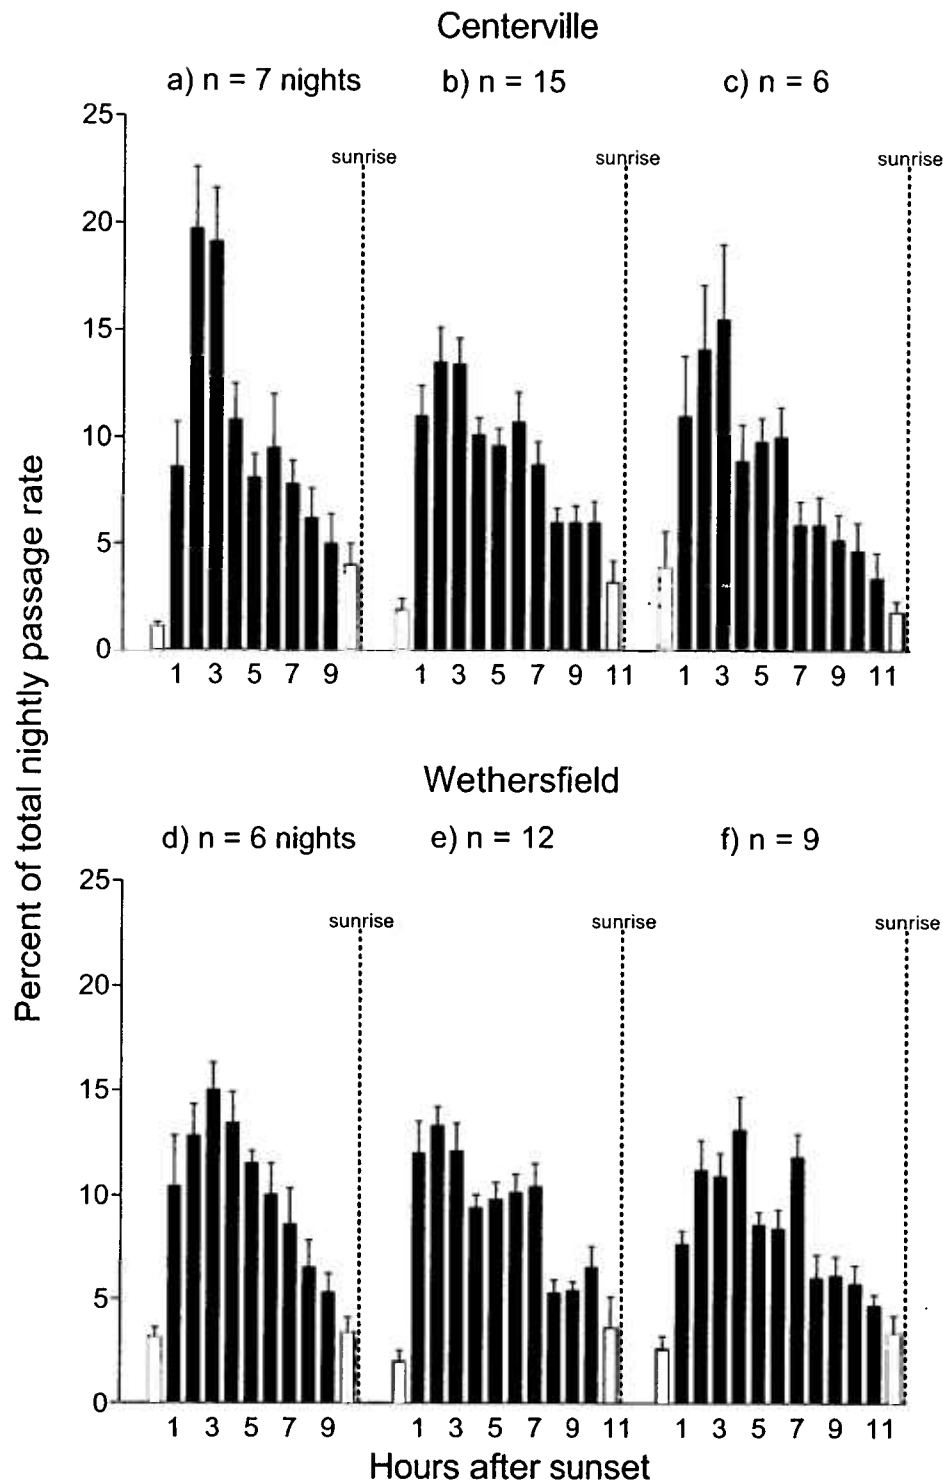 Centerville
a) n = 7 nights b) n = 15 c) n = 6
25
sunrise sunrise sunrise
20
15
10
5
0
1 3 5 7 9 1 3 5 7 9 11 1 3 5 7 9 11
Percent of total nightly passage rate
Wethersfield
d) n = 6 nights e) n = 12 f) n = 9
25
sunrise sunrise sunrise
20
15
10
5
0
1 3 5 7 9 1 3 5 7 9 11 1 3 5 7 9 11
Hours after sunset